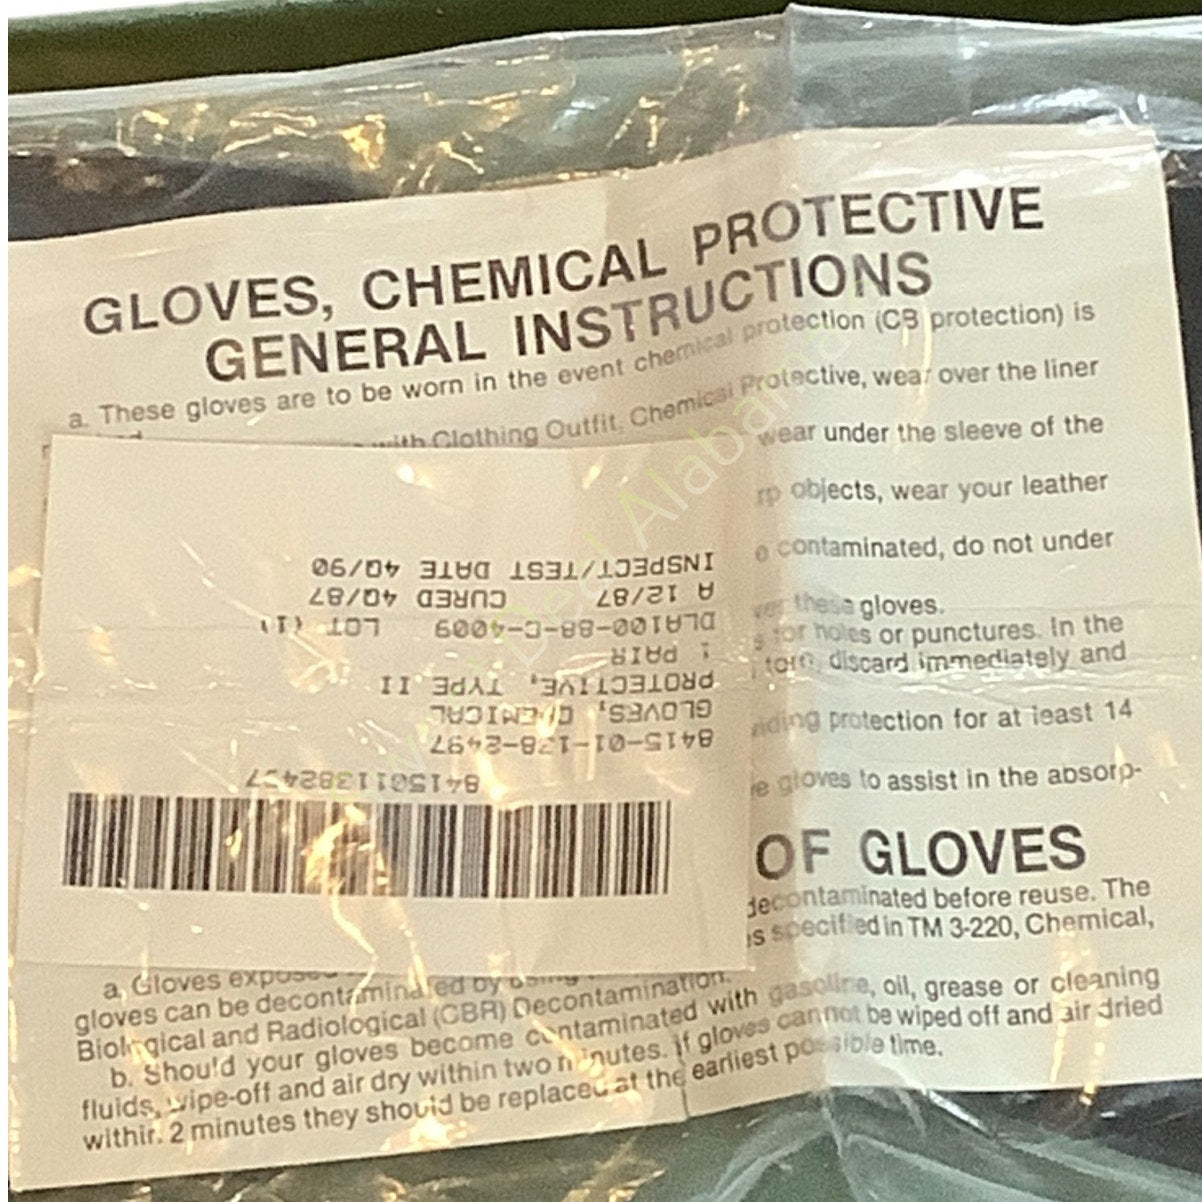 GLOVES, CHEMICAL PROTECTIVE
GENERAL INSTRUCTIONS
a. These gloves are to be worn in the event chemical protection (CB protection) is
with Clothing Outfit, Chemical Protective, wear over the liner
wear under the sleeve of the
objects, wear your leather
contaminated, do not under
these gloves.
for holes or punctures. In the
torn, discard immediately and
protection for at least 14
gloves to assist in the absorp-
OF GLOVES
decontaminated before reuse. The
specified in TM 3-220, Chemical,
a. Gloves
gloves can be decontaminated by
Biological and Radiological (CBR) Decontamination.
b. Should your gloves become contaminated with gasoline, oil, grease or cleaning
fluids, wipe-off and air dry within two minutes. If gloves cannot be wiped off and air dried
within 2 minutes they should be replaced at the earliest possible time.
8415011382497
8415-01-138-2497
GLOVES, CHEMICAL
PROTECTIVE, TYPE II
1 PAIR
DLA100-88-C-4009 LOT (1)
A 12/87 CURED 4Q/87
INSPECT/TEST DATE 4Q/90